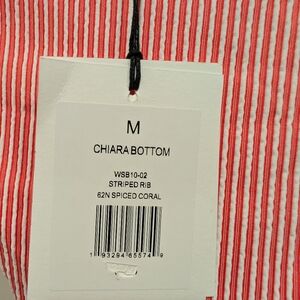 M
CHIARA BOTTOM
WSB10-02
STRIPED RIB
62N SPICED CORAL
1 93294 65574 9